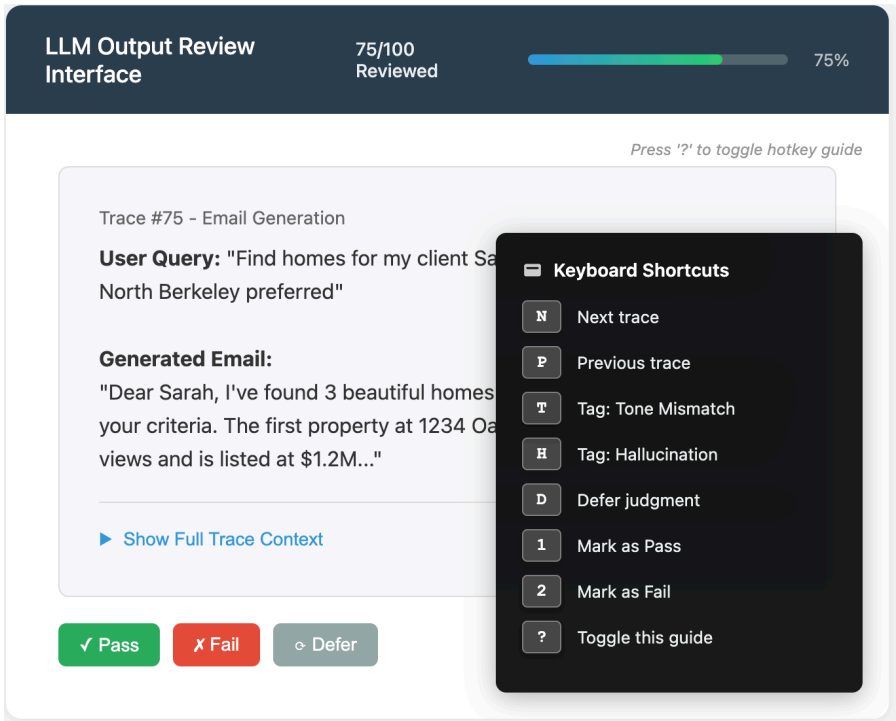 LLM Output Review
Interface
75/100
Reviewed
75%
Press '?' to toggle hotkey guide
Trace #75 - Email Generation
User Query: "Find homes for my client
North Berkeley preferred"
Generated Email:
"Dear Sarah, I've found 3 beautiful homes
your criteria. The first property at 1234
views and is listed at $1.2M..."
▶ Show Full Trace Context
✓ Pass
✗ Fail
⟳ Defer
Keyboard Shortcuts
N Next trace
P Previous trace
T Tag: Tone Mismatch
H Tag: Hallucination
D Defer judgment
1 Mark as Pass
2 Mark as Fail
? Toggle this guide